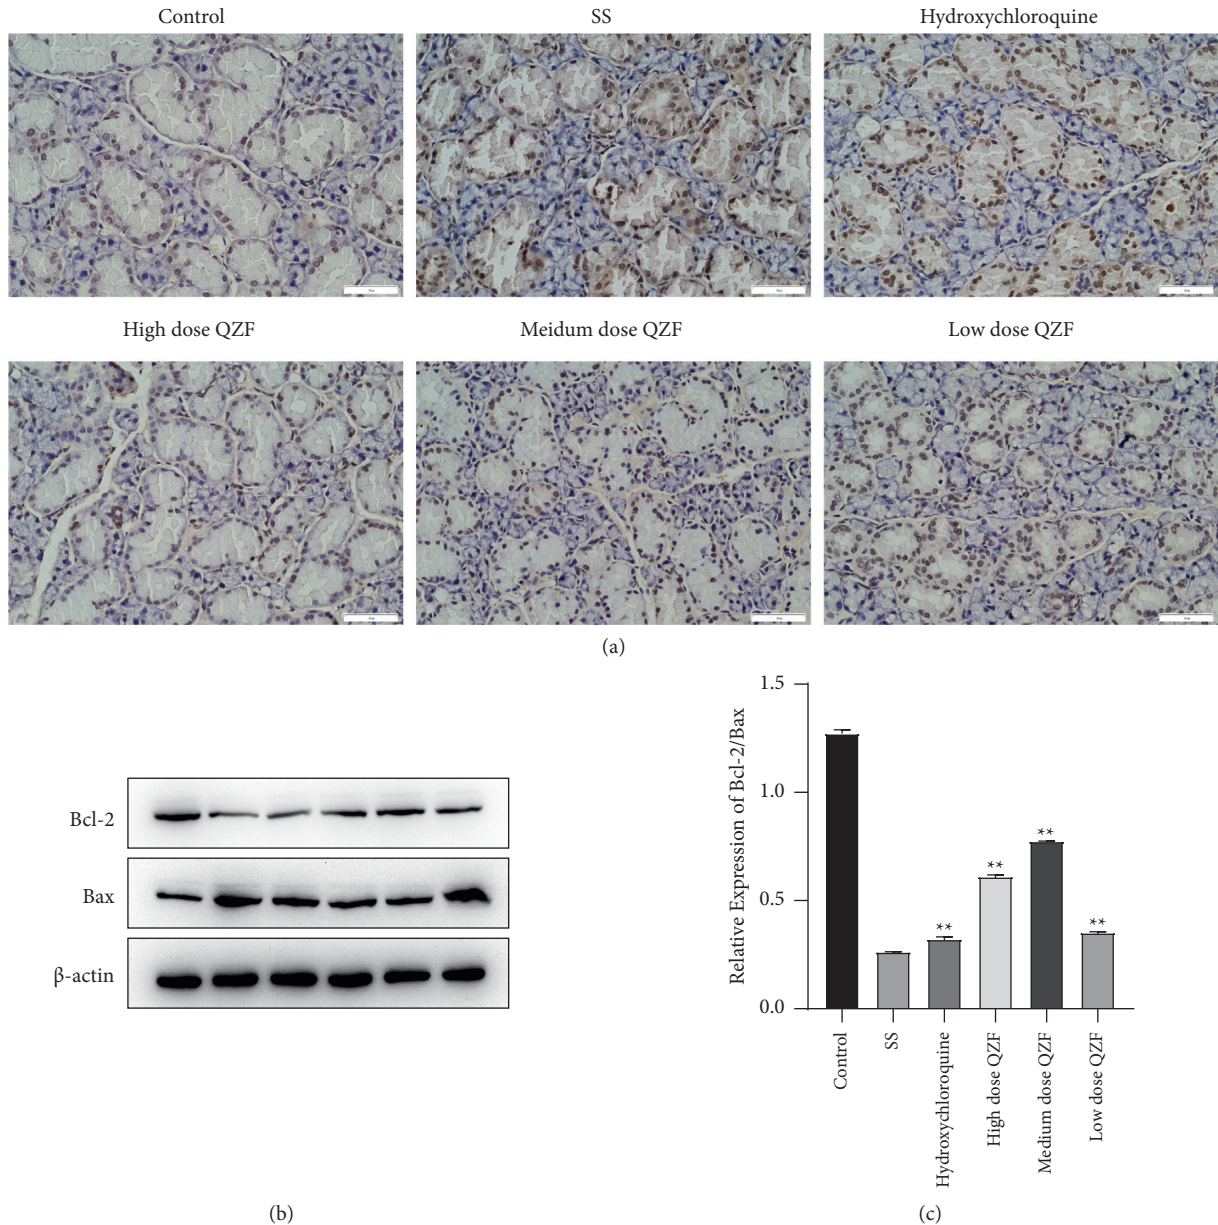 Control
SS
Hydroxychloroquine
High dose QZF
Meidum dose QZF
Low dose QZF
(a)
Bcl-2
Bax
β-actin
(b)
Relative Expression of Bcl-2/Bax
1.5
1.0
0.5
0.0
**
**
**
**
Control
SS
Hydroxychloroquine
High dose QZF
Medium dose QZF
Low dose QZF
(c)